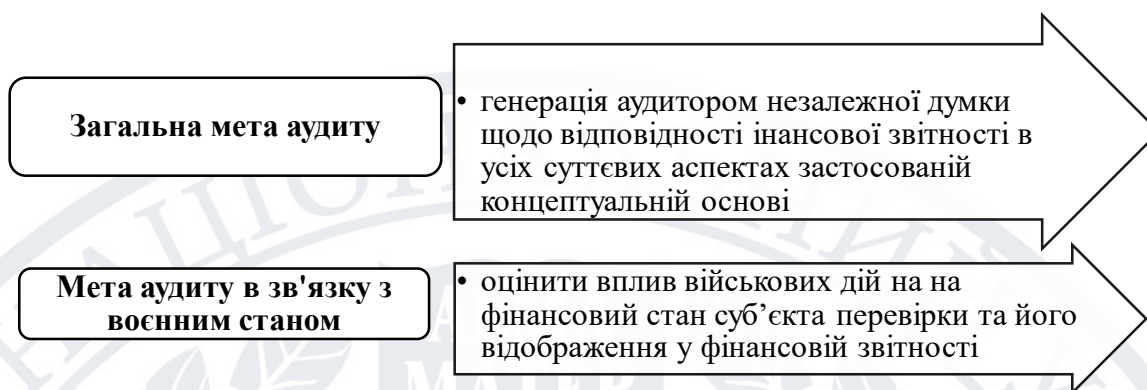 Загальна мета аудиту
• генерація аудитором незалежної думки
щодо відповідності інансової звітності в
усіх суттєвих аспектах застосованій
концептуальній основі
Мета аудиту в зв'язку з
воєнним станом
• оцінити вплив військових дій на на
фінансовий стан суб’єкта перевірки та його
відображення у фінансовій звітності